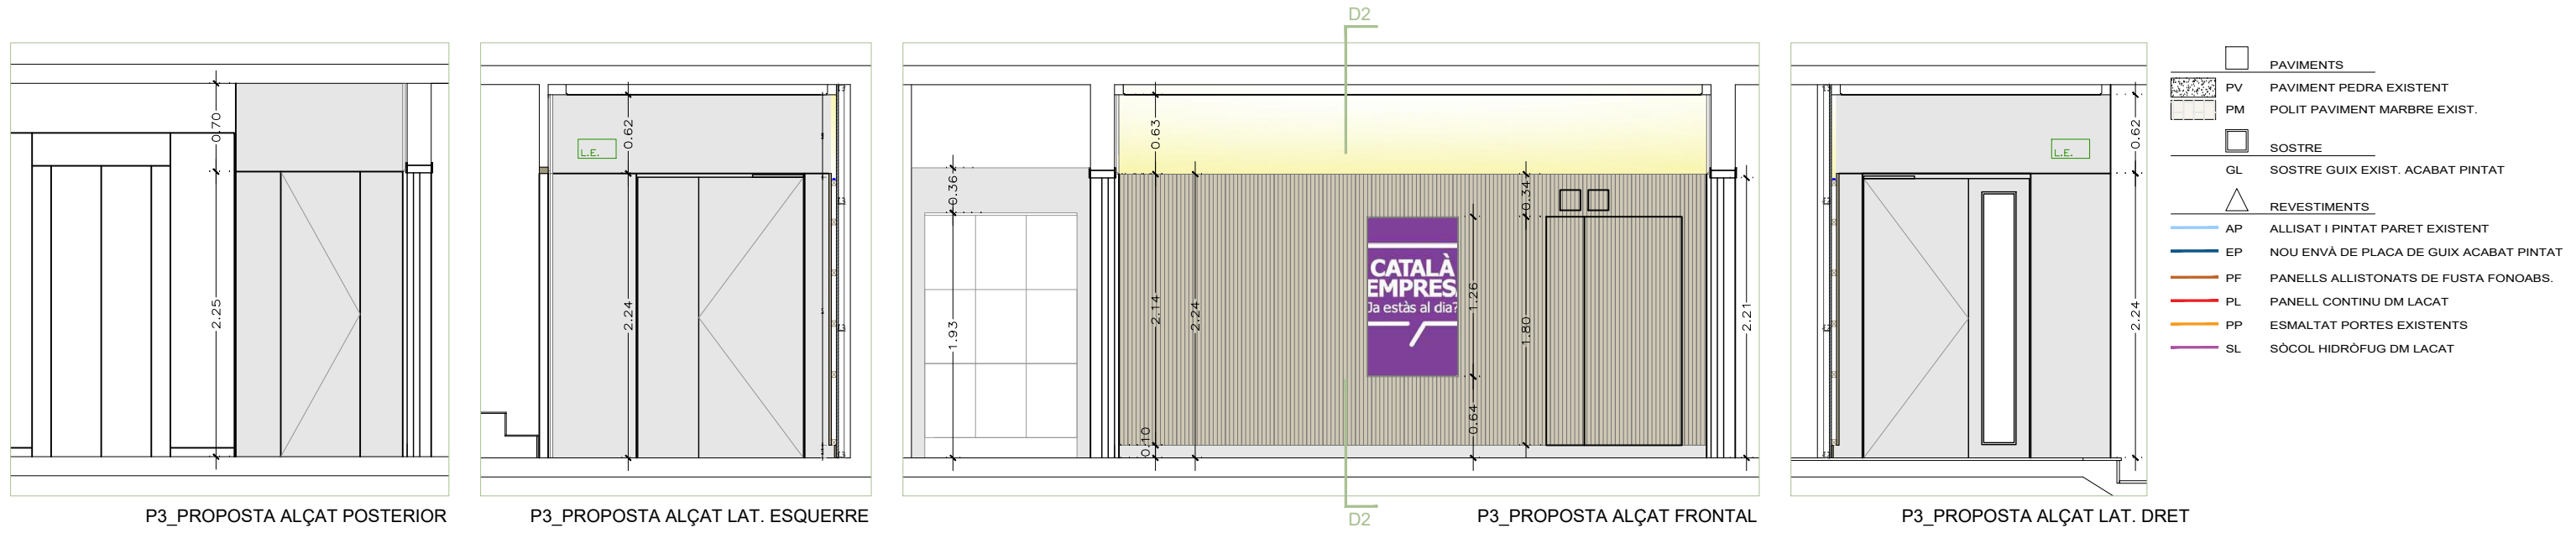 D2
0.70
2.25
P3_PROPOSTA ALÇAT POSTERIOR
L.E.
0.62
2.24
P3_PROPOSTA ALÇAT LAT. ESQUERRE
0.36
1.93
0.63
2.14
0.10
2.24
CATALÀ
EMPRES
Ja estàs al dia?
1.26
0.64
0.34
1.80
2.21
D2
P3_PROPOSTA ALÇAT FRONTAL
L.E.
0.62
2.24
P3_PROPOSTA ALÇAT LAT. DRET
PAVIMENTS
PV PAVIMENT PEDRA EXISTENT
PM POLIT PAVIMENT MARBRE EXIST.
SOSTRE
GL SOSTRE GUIX EXIST. ACABAT PINTAT
REVESTIMENTS
AP ALLISAT I PINTAT PARET EXISTENT
EP NOU ENVÀ DE PLACA DE GUIX ACABAT PINTAT
PF PANELLS ALLISTONATS DE FUSTA FONOABS.
PL PANELL CONTINU DM LACAT
PP ESMALTAT PORTES EXISTENTS
SL SÒCOL HIDRÒFUG DM LACAT